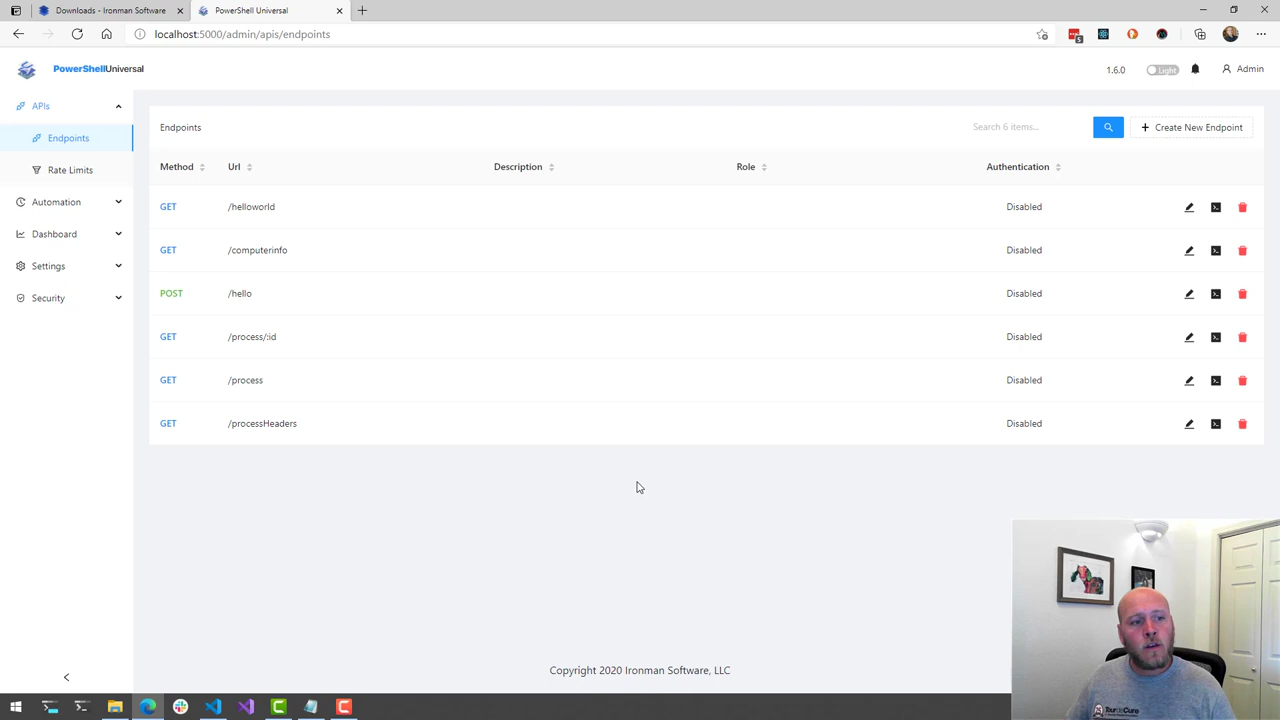 Downloads - Ironman Software
PowerShell Universal
localhost:5000/admin/apis/endpoints
5
PowerShellUniversal
1.6.0
Light
Admin
APIs
Endpoints
Rate Limits
Automation
Dashboard
Settings
Security
Endpoints
Search 6 items...
Create New Endpoint
Method Url Description Role Authentication
GET /helloworld Disabled
GET /computerinfo Disabled
POST /hello Disabled
GET /process/:id Disabled
GET /process Disabled
GET /processHeaders Disabled
Copyright 2020 Ironman Software, LLC
TourdeCure